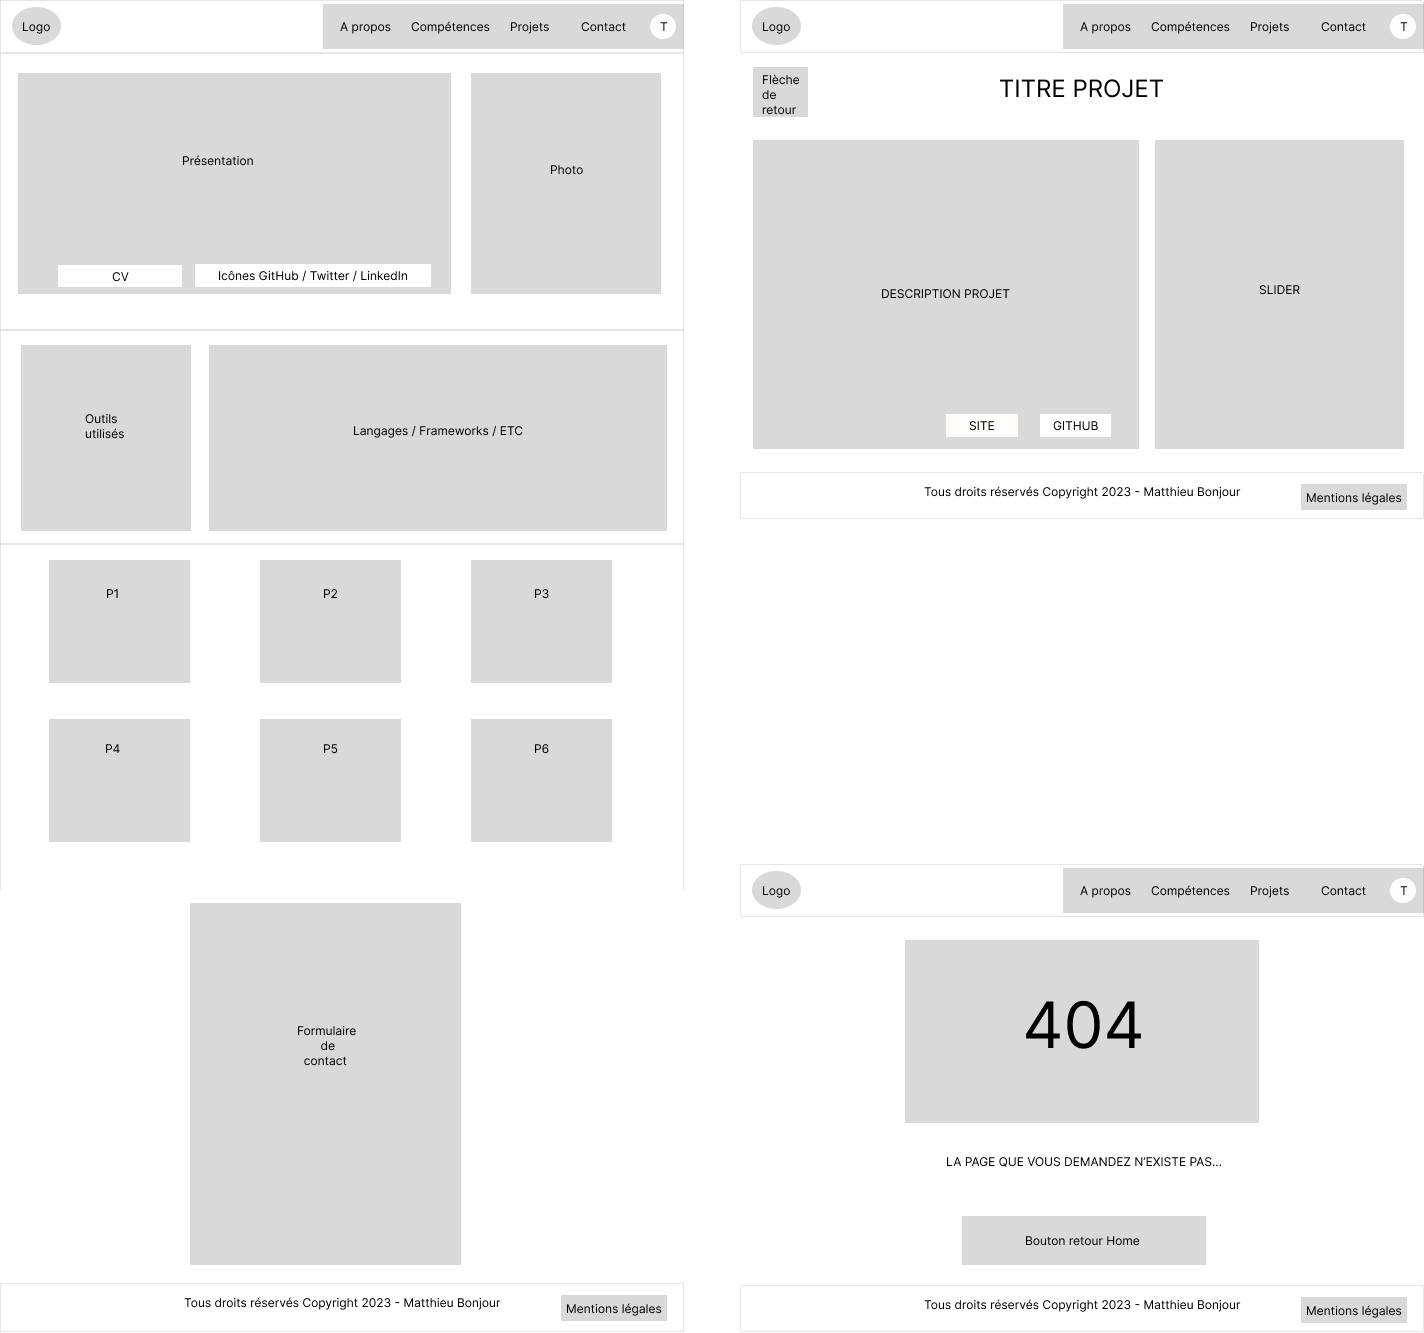 Logo
A propos
Compétences
Projets
Contact
T
Présentation
Photo
CV
Icônes GitHub / Twitter / LinkedIn
Outils
utilisés
Langages / Frameworks / ETC
P1
P2
P3
P4
P5
P6
Formulaire
de
contact
Tous droits réservés Copyright 2023 - Matthieu Bonjour
Mentions légales
Logo
A propos
Compétences
Projets
Contact
T
Flèche
de
retour
TITRE PROJET
DESCRIPTION PROJET
SLIDER
SITE
GITHUB
Tous droits réservés Copyright 2023 - Matthieu Bonjour
Mentions légales
Logo
A propos
Compétences
Projets
Contact
T
404
LA PAGE QUE VOUS DEMANDEZ N'EXISTE PAS...
Bouton retour Home
Tous droits réservés Copyright 2023 - Matthieu Bonjour
Mentions légales